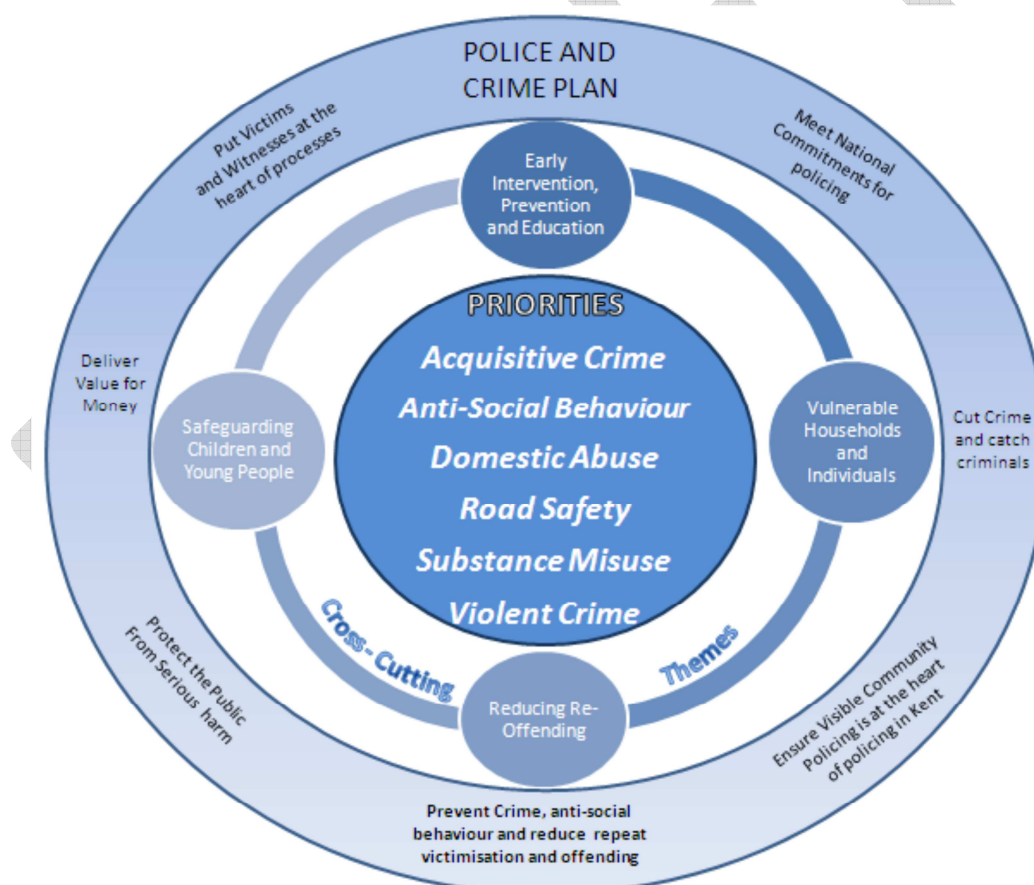 POLICE AND
CRIME PLAN
Put Victims
and Witnesses at the
heart of processes
Meet National
Commitments for
policing
Early
Intervention,
Prevention
and Education
PRIORITIES
Acquisitive Crime
Anti-Social Behaviour
Domestic Abuse
Road Safety
Substance Misuse
Violent Crime
Deliver
Value for
Money
Safeguarding
Children and
Young People
Vulnerable
Households
and
Individuals
Cut Crime
and catch
criminals
Cross-Cutting
Themes
Protect the Public
From Serious harm
Reducing Re-
Offending
Ensure Visible Community
Policing is at the heart
of policing in Kent
Prevent Crime, anti-social
behaviour and reduce repeat
victimisation and offending